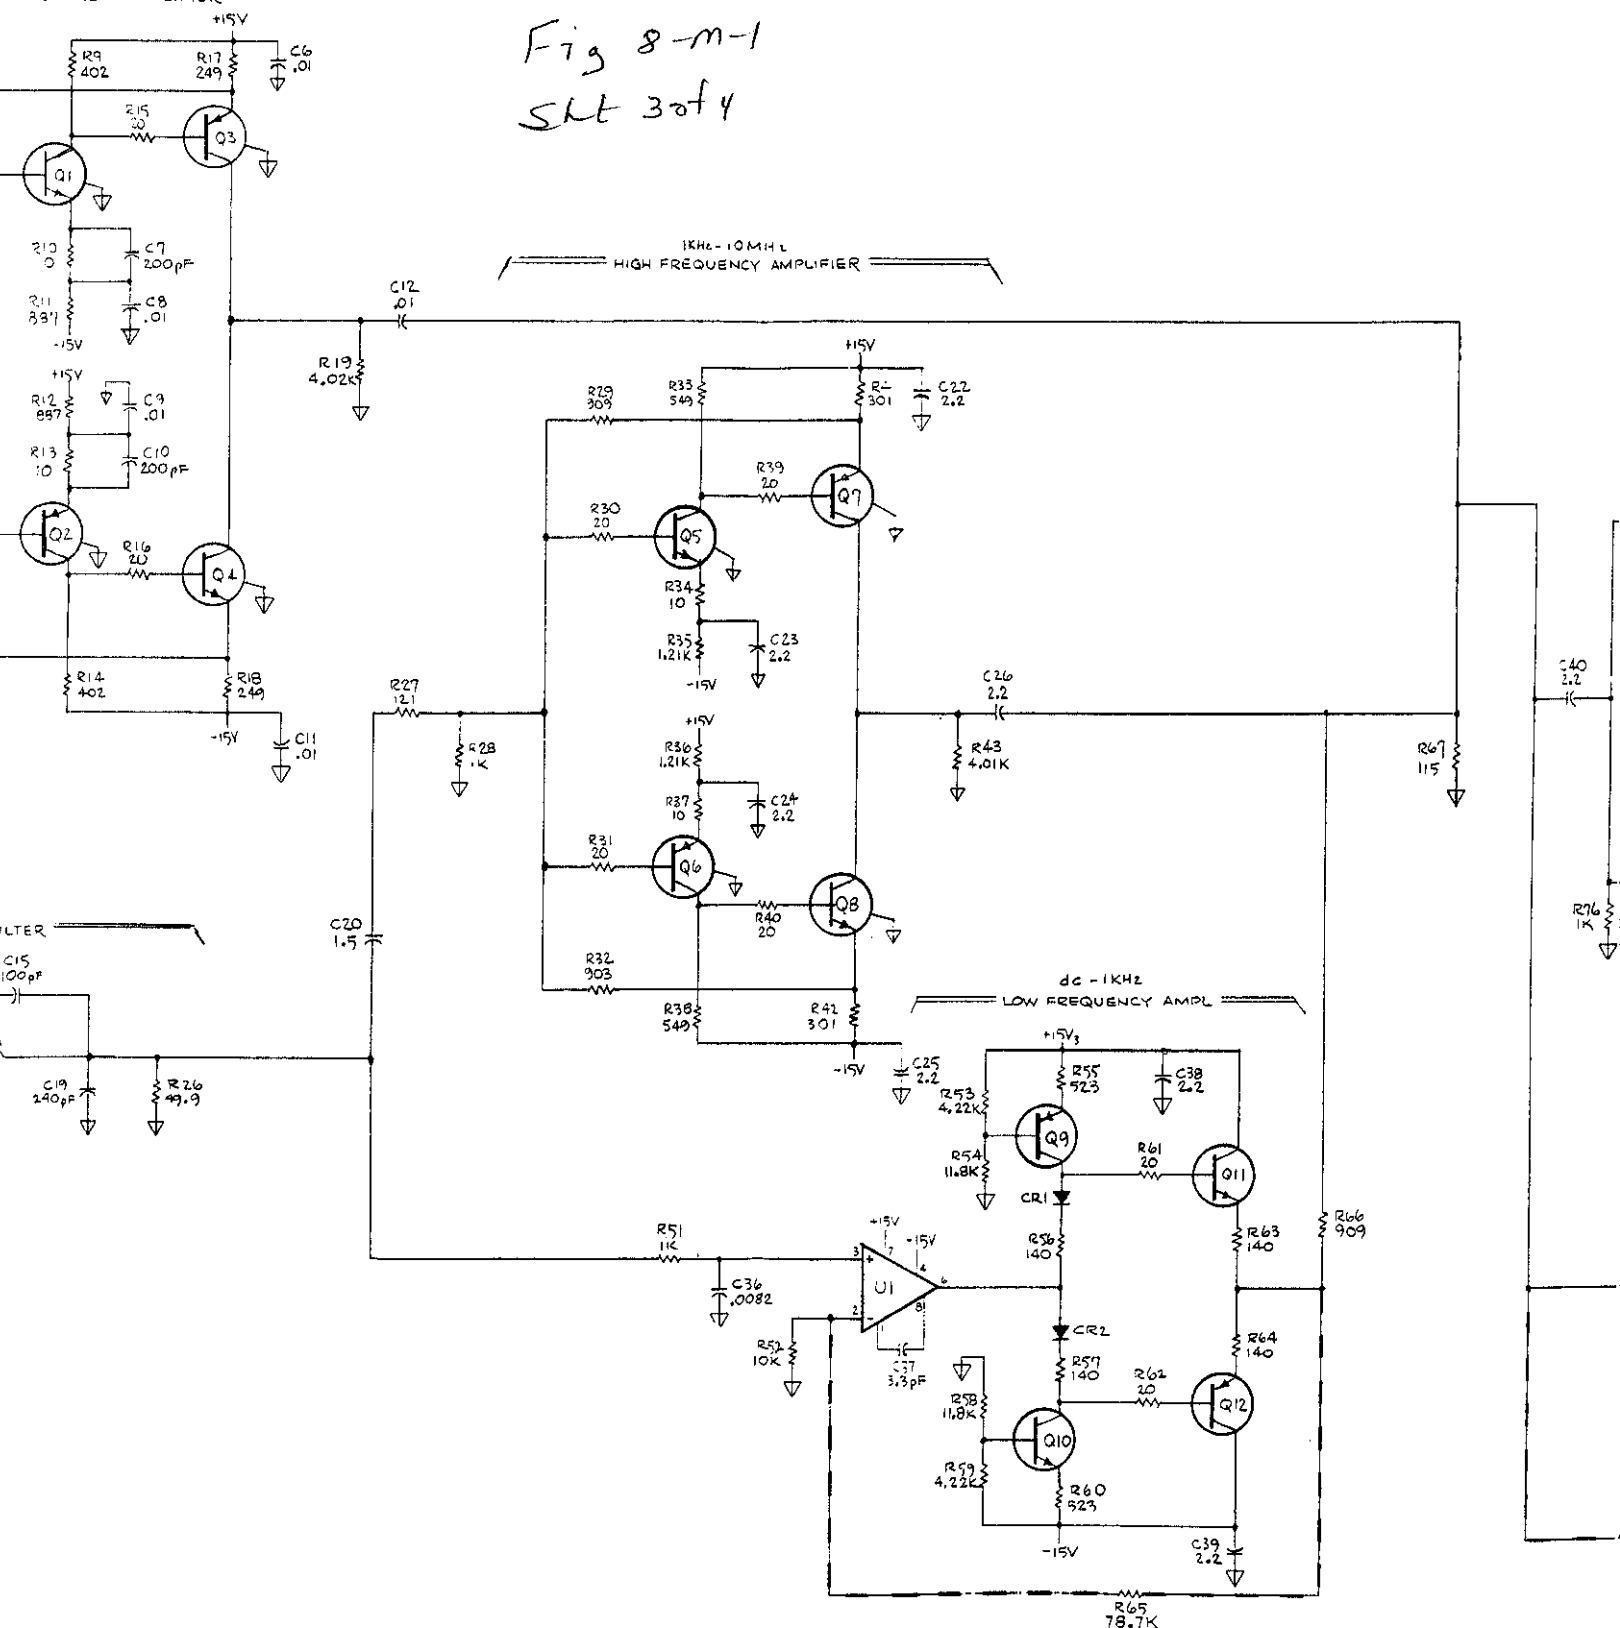 +15V
R9
402
R17
249
C6
.01
Fig 8-M-1
Sht 3 of 4
R15
20
Q3
Q1
C7
200pF
R11
887
C8
.01
-15V
+15V
R12
887
C9
.01
R13
10
C10
200pF
Q2
R16
20
Q4
R14
402
R18
249
-15V
C11
.01
1KHz-10MHz
HIGH FREQUENCY AMPLIFIER
C12
.01
R19
4.02K
+15V
R29
309
R33
549
301
C22
2.2
R39
20
Q7
R30
20
Q5
R34
10
R35
1.21K
C23
2.2
-15V
R27
121
R28
1K
+15V
R36
1.21K
R37
10
C24
2.2
C26
2.2
R43
4.01K
R67
115
C40
2.2
R31
20
Q6
R40
20
Q8
R76
1K
C20
1.5
R32
903
R38
549
R42
301
-15V
C25
2.2
LTER
C15
100pF
C19
240pF
R26
49.9
dc - 1KHz
LOW FREQUENCY AMPL
+15V3
R53
4.22K
R55
523
C38
2.2
Q9
R54
11.8K
R61
20
Q11
CR1
R56
140
R63
140
R66
909
R51
1K
+15V
-15V
3
+
7
4
U1
6
C36
.0082
2
-
1
8
R52
10K
C37
3.3pF
CR2
R57
140
R64
140
R58
11.8K
R62
20
Q12
Q10
R59
4.22K
R60
523
-15V
C39
2.2
R65
78.7K